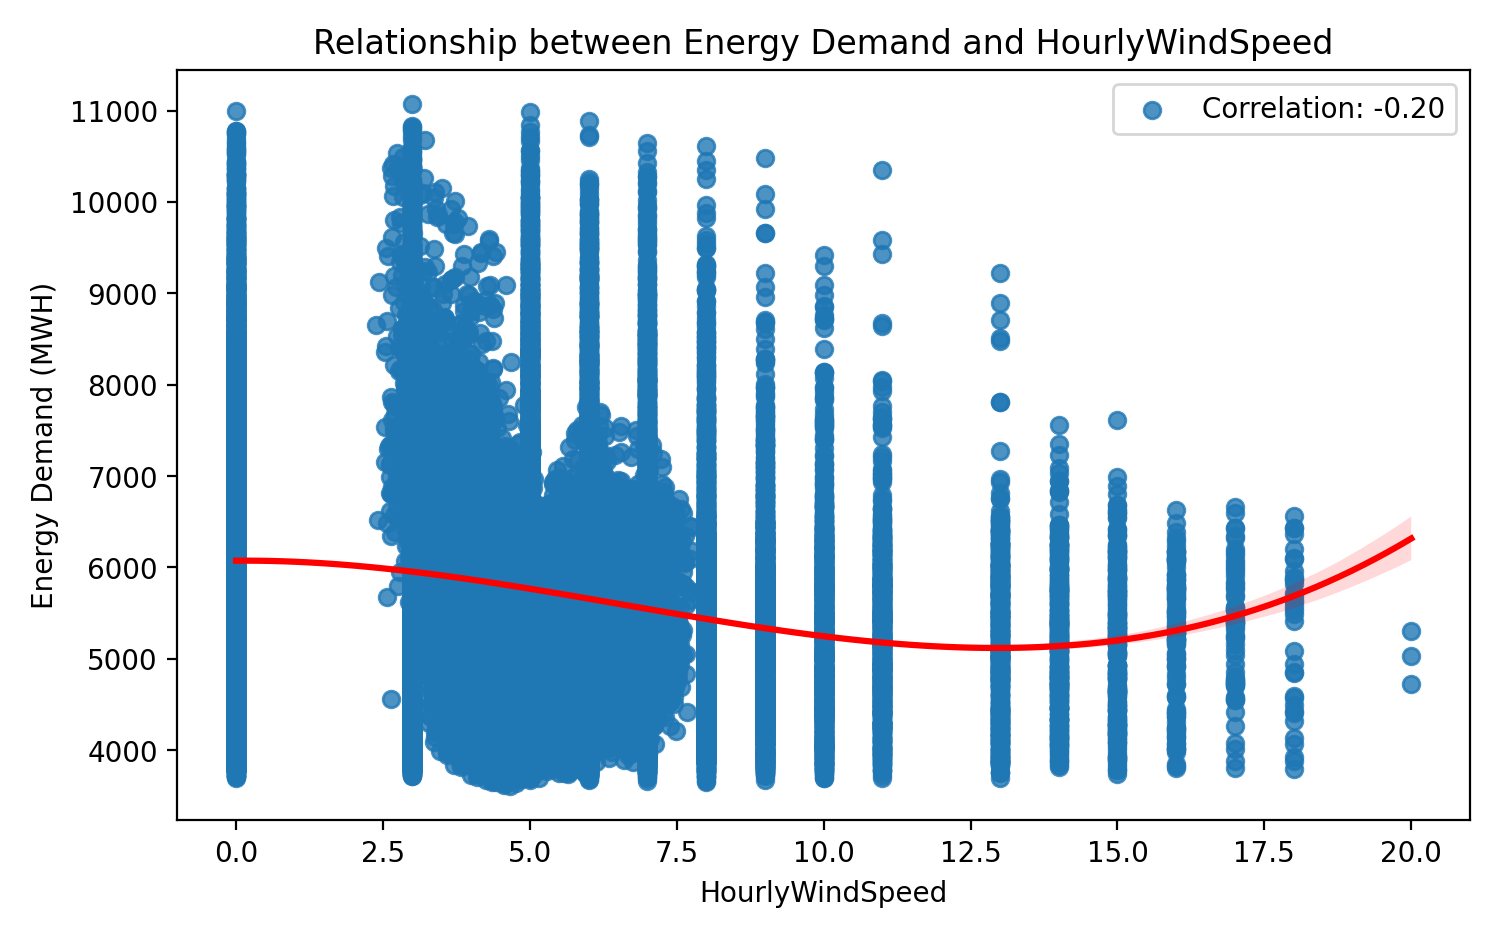 Relationship between Energy Demand and HourlyWindSpeed
Correlation: -0.20
Energy Demand (MWH)
11000
10000
9000
8000
7000
6000
5000
4000
0.0 2.5 5.0 7.5 10.0 12.5 15.0 17.5 20.0
HourlyWindSpeed